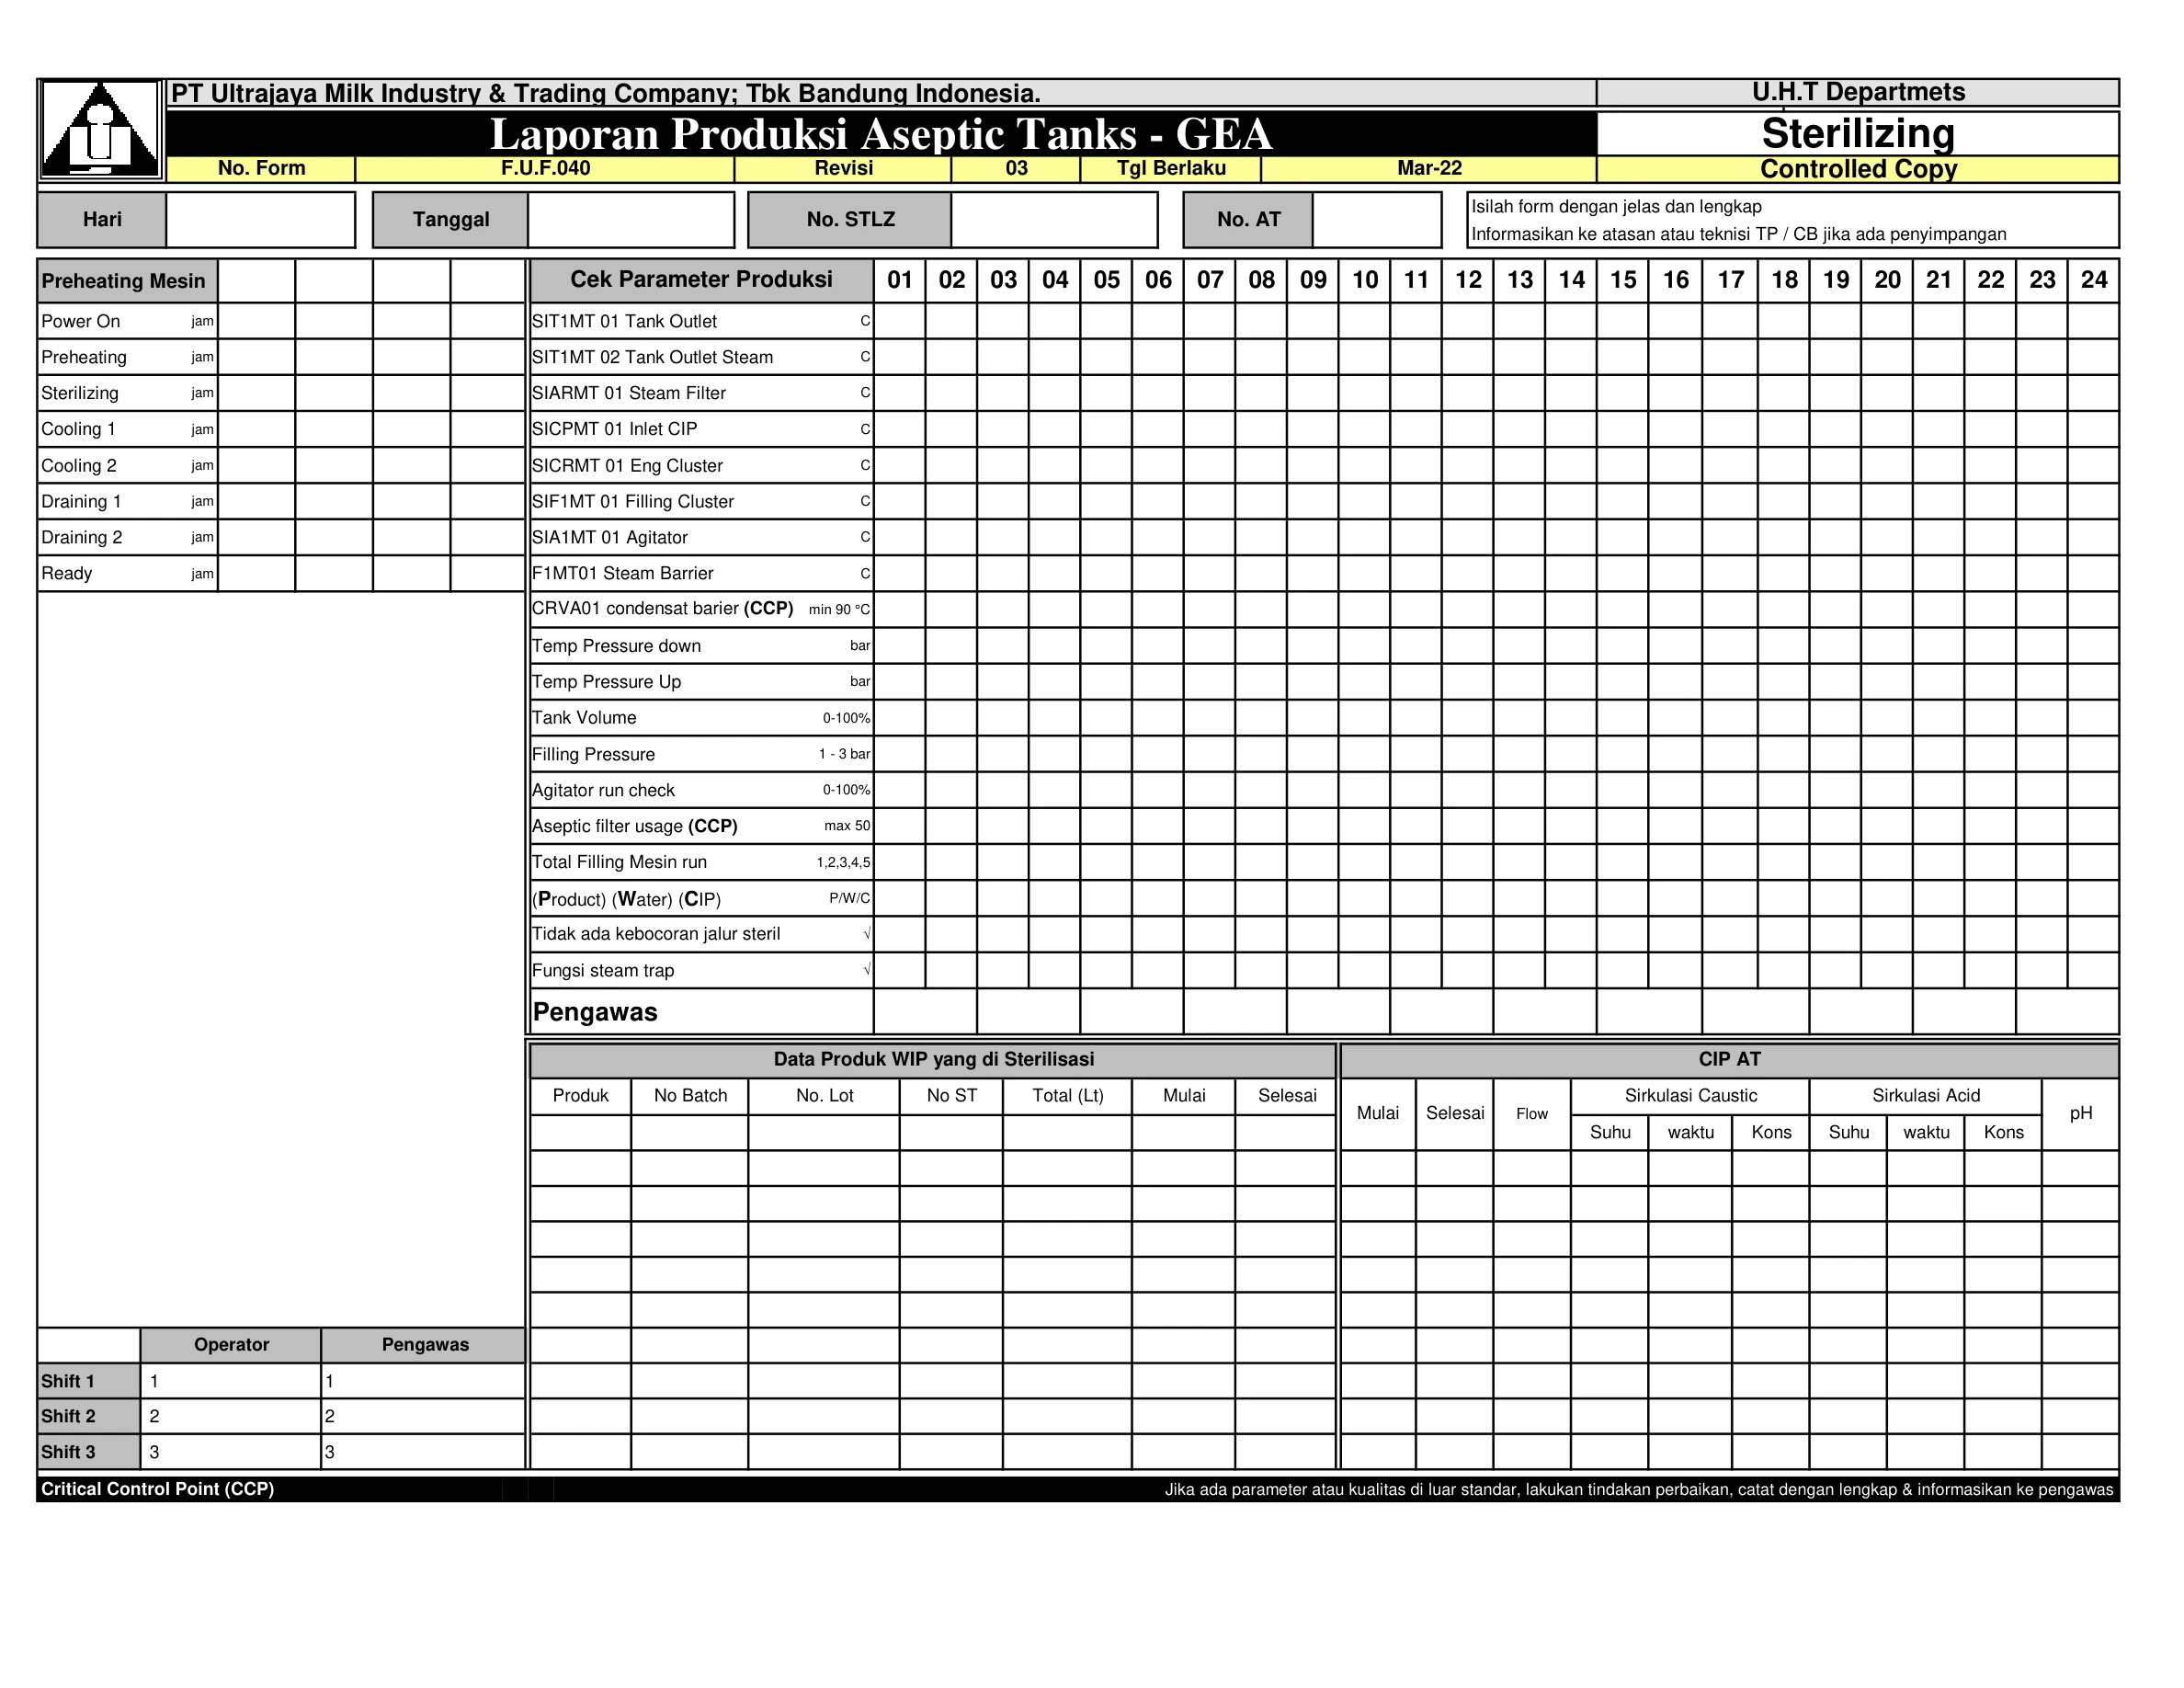 PT Ultrajaya Milk Industry & Trading Company; Tbk Bandung Indonesia. U.H.T Departmets
Laporan Produksi Aseptic Tanks - GEA Sterilizing
No. Form F.U.F.040 Revisi 03 Tgl Berlaku Mar-22 Controlled Copy
Hari Tanggal No. STLZ No. AT
Isilah form dengan jelas dan lengkap
Informasikan ke atasan atau teknisi TP / CB jika ada penyimpangan
Preheating Mesin
Power On jam
Preheating jam
Sterilizing jam
Cooling 1 jam
Cooling 2 jam
Draining 1 jam
Draining 2 jam
Ready jam
Cek Parameter Produksi 01 02 03 04 05 06 07 08 09 10 11 12 13 14 15 16 17 18 19 20 21 22 23 24
SIT1MT 01 Tank Outlet C
SIT1MT 02 Tank Outlet Steam C
SIARMT 01 Steam Filter C
SICPMT 01 Inlet CIP C
SICRMT 01 Eng Cluster C
SIF1MT 01 Filling Cluster C
SIA1MT 01 Agitator C
F1MT01 Steam Barrier C
CRVA01 condensat barier (CCP) min 90 °C
Temp Pressure down bar
Temp Pressure Up bar
Tank Volume 0-100%
Filling Pressure 1 - 3 bar
Agitator run check 0-100%
Aseptic filter usage (CCP) max 50
Total Filling Mesin run 1,2,3,4,5
(Product) (Water) (CIP) P/W/C
Tidak ada kebocoran jalur steril √
Fungsi steam trap √
Pengawas
Data Produk WIP yang di Sterilisasi
Produk No Batch No. Lot No ST Total (Lt) Mulai Selesai
CIP AT
Mulai Selesai Flow Sirkulasi Caustic Sirkulasi Acid pH
Suhu waktu Kons Suhu waktu Kons
Operator Pengawas
Shift 1 1 1
Shift 2 2 2
Shift 3 3 3
Critical Control Point (CCP) Jika ada parameter atau kualitas di luar standar, lakukan tindakan perbaikan, catat dengan lengkap & informasikan ke pengawas